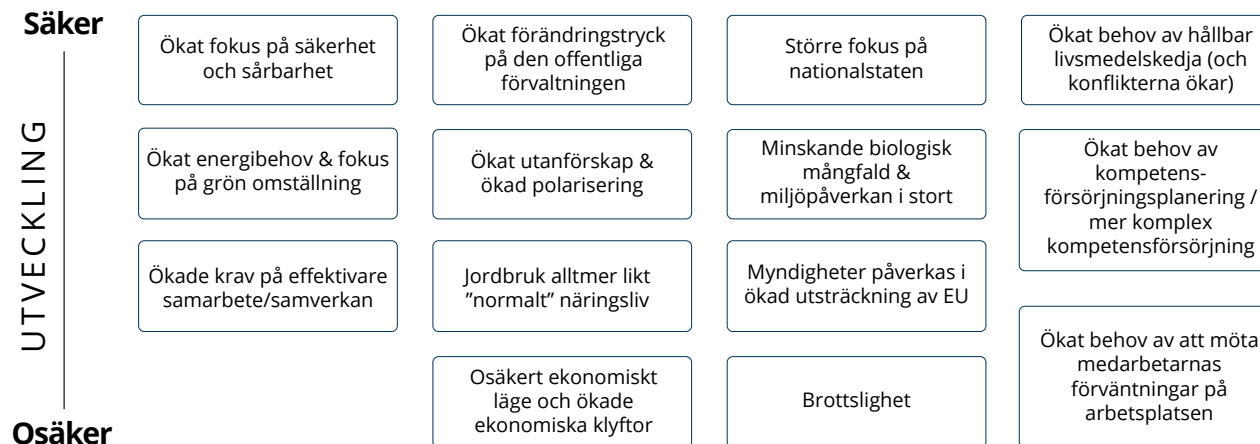 Säker
UTVECKLING
Osäker
Ökat fokus på säkerhet
och sårbarhet
Ökat förändringstryck
på den offentliga
förvaltningen
Större fokus på
nationalstaten
Ökat behov av hållbar
livsmedelskedja (och
konflikterna ökar)
Ökat energibehov & fokus
på grön omställning
Ökat utanförskap &
ökad polarisering
Minskande biologisk
mångfald &
miljöpåverkan i stort
Ökat behov av
kompetens-
försörjningsplanering /
mer komplex
kompetensförsörjning
Ökade krav på effektivare
samarbete/samverkan
Jordbruk alltmer likt
”normalt” näringsliv
Myndigheter påverkas i
ökad utsträckning av EU
Ökat behov av att möta
medarbetarnas
förväntningar på
arbetsplatsen
Osäkert ekonomiskt
läge och ökade
ekonomiska klyftor
Brottslighet